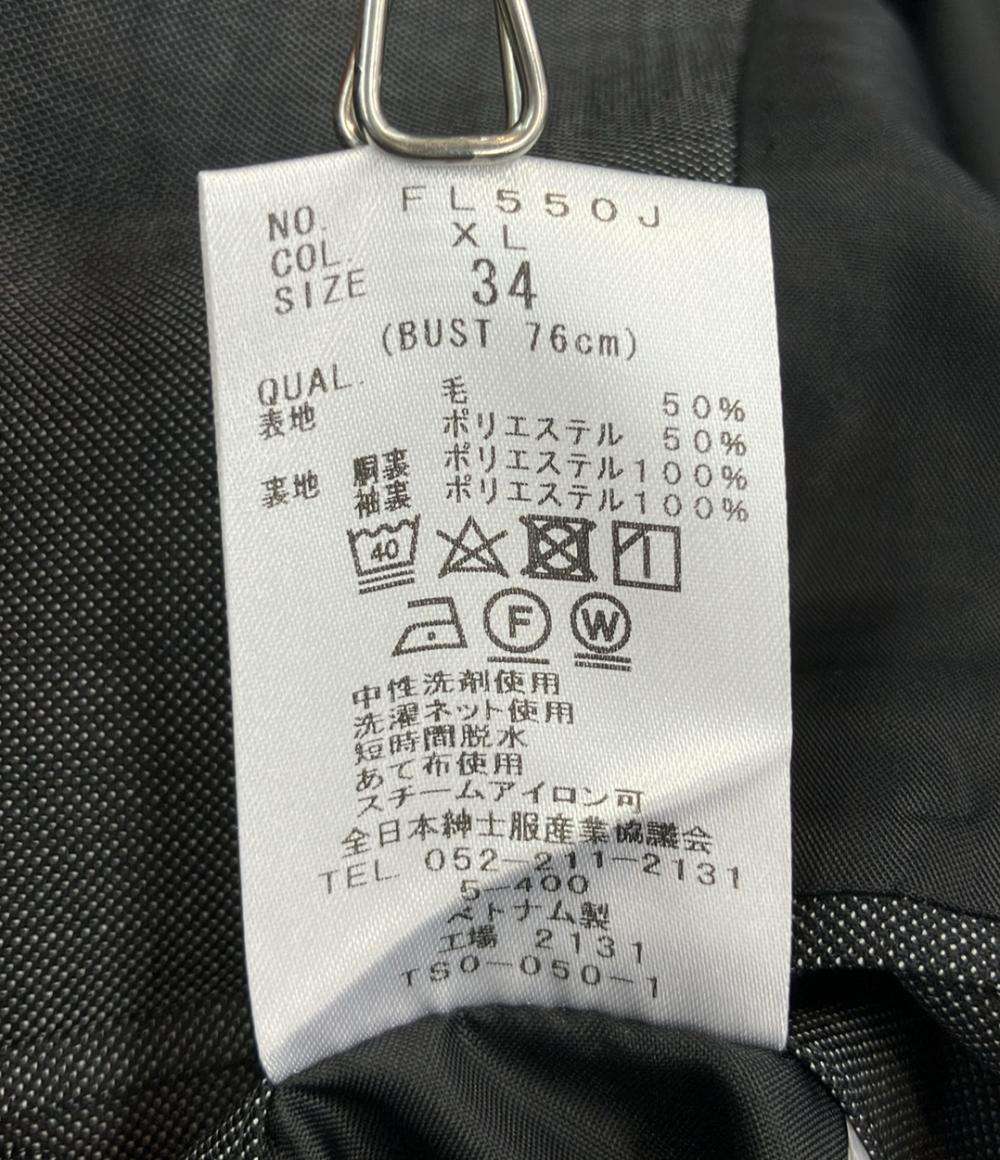 NO. FL550J
COL. XL
SIZE 34
(BUST 76cm)
QUAL.
表地 毛 50%
ポリエステル 50%
裏地 胴裏 ポリエステル100%
袖裏 ポリエステル100%
40
F W
中性洗剤使用
洗濯ネット使用
短時間脱水
あて布使用
スチームアイロン可
全日本紳士服産業協議会
TEL. 052-211-2131
5-400
ベトナム製
工場 2131
TS0-050-1